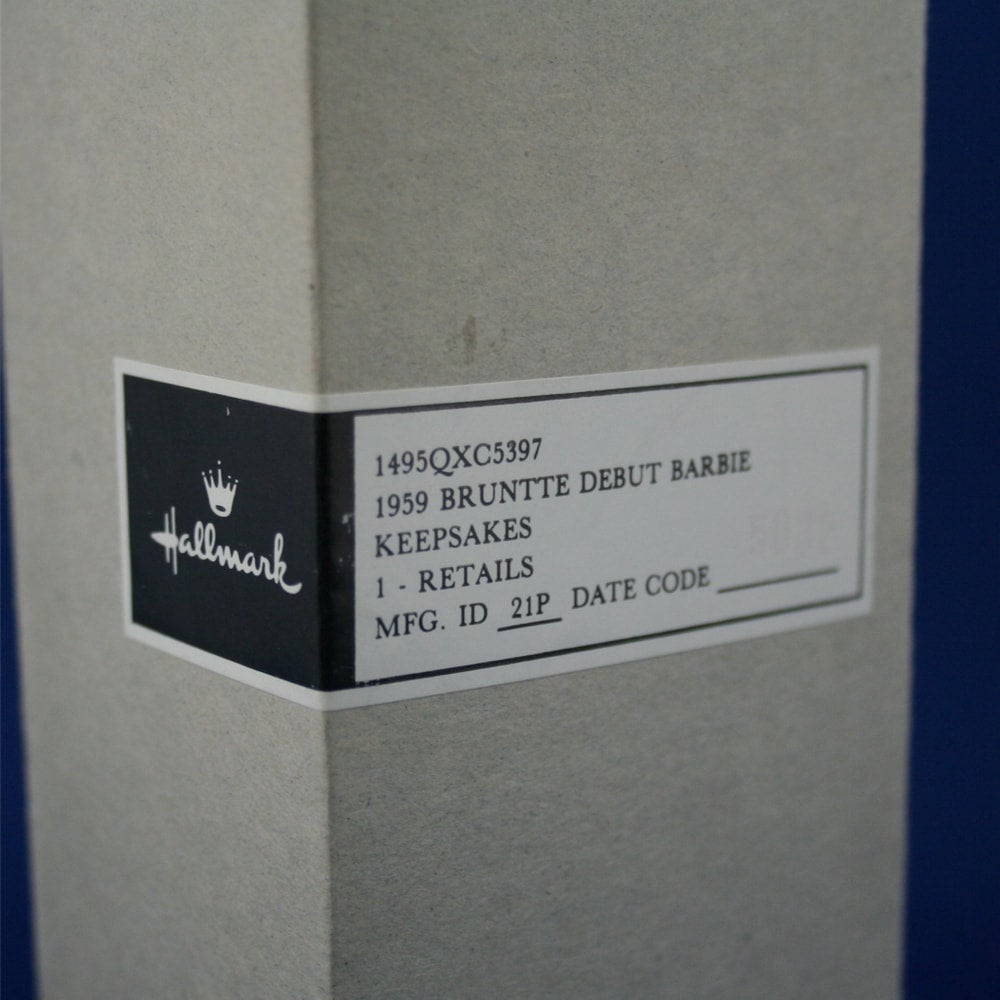 Hallmark
1495QXC5397
1959 BRUNTTE DEBUT BARBIE
KEEPSAKES
1 - RETAILS
MFG. ID 21P DATE CODE